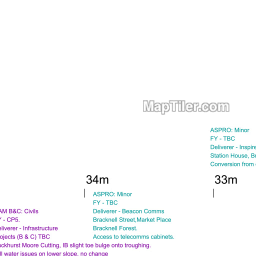 MapTiler.com
ASPRO: Minor
FY - TBC
Deliverer - Inspir
Station House, Br
Conversion from
34m
33m
ASPRO: Minor
FY - TBC
Deliverer - Beacon Comms
Bracknell Street,Market Place
Bracknell Forest.
Access to telecomms cabinets.
AM B&C: Civils
- CP5.
eliverer - Infrastructure
ojects (B & C) TBC
ckhurst Moore Cutting, IB slight toe bulge onto troughing.
ll water issues on lower slope, no change